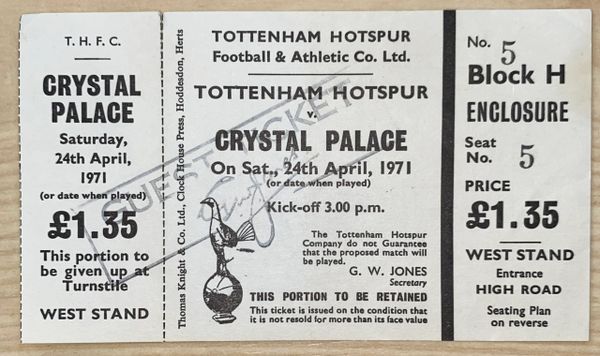 T. H. F. C.
CRYSTAL
PALACE
Saturday,
24th April,
1971
(or date when played)
£1.35
This portion to
be given up at
Turnstile
WEST STAND
Thomas Knight & Co. Ltd., Clock House Press, Hoddesdon, Herts
TOTTENHAM HOTSPUR
Football & Athletic Co. Ltd.
TOTTENHAM HOTSPUR
v.
CRYSTAL PALACE
On Sat., 24th April, 1971
(or date when played)
Kick-off 3.00 p.m.
The Tottenham Hotspur
Company do not Guarantee
that the proposed match will
be played.
G. W. JONES
Secretary
THIS PORTION TO BE RETAINED
This ticket is issued on the condition that
it is not resold for more than its face value
GUEST TICKET
No. 5
Block H
ENCLOSURE
Seat
No. 5
PRICE
£1.35
WEST STAND
Entrance
HIGH ROAD
Seating Plan
on reverse